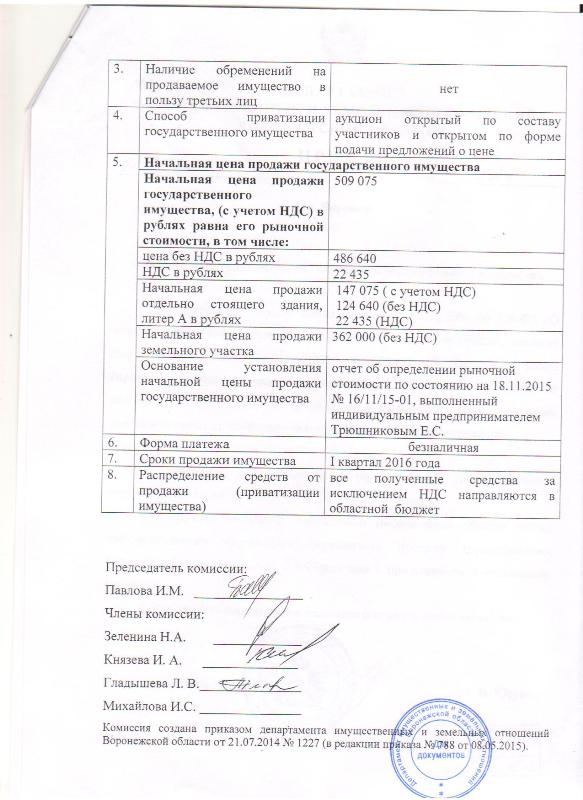 3. Наличие обременений на
продаваемое имущество в
пользу третьих лиц
нет
4. Способ приватизации
государственного имущества
аукцион открытый по составу
участников и открытом по форме
подачи предложений о цене
5. Начальная цена продажи государственного имущества
Начальная цена продажи
государственного
имущества, (с учетом НДС) в
рублях равна его рыночной
стоимости, в том числе:
509 075
цена без НДС в рублях 486 640
НДС в рублях 22 435
Начальная цена продажи
отдельно стоящего здания,
литер А в рублях
147 075 ( с учетом НДС)
124 640 (без НДС)
22 435 (НДС)
Начальная цена продажи
земельного участка
362 000 (без НДС)
Основание установления
начальной цены продажи
государственного имущества
отчет об определении рыночной
стоимости по состоянию на 18.11.2015
№ 16/11/15-01, выполненный
индивидуальным предпринимателем
Трюшниковым Е.С.
6. Форма платежа безналичная
7. Сроки продажи имущества I квартал 2016 года
8. Распределение средств от
продажи (приватизации
имущества)
все полученные средства за
исключением НДС направляются в
областной бюджет
Председатель комиссии:
Павлова И.М.
Члены комиссии:
Зеленина Н.А.
Князева И. А.
Гладышева Л. В.
Михайлова И.С.
Комиссия создана приказом департамента имущественных и земельных отношений
Воронежской области от 21.07.2014 № 1227 (в редакции приказа № 788 от 08.05.2015).
Для
документов